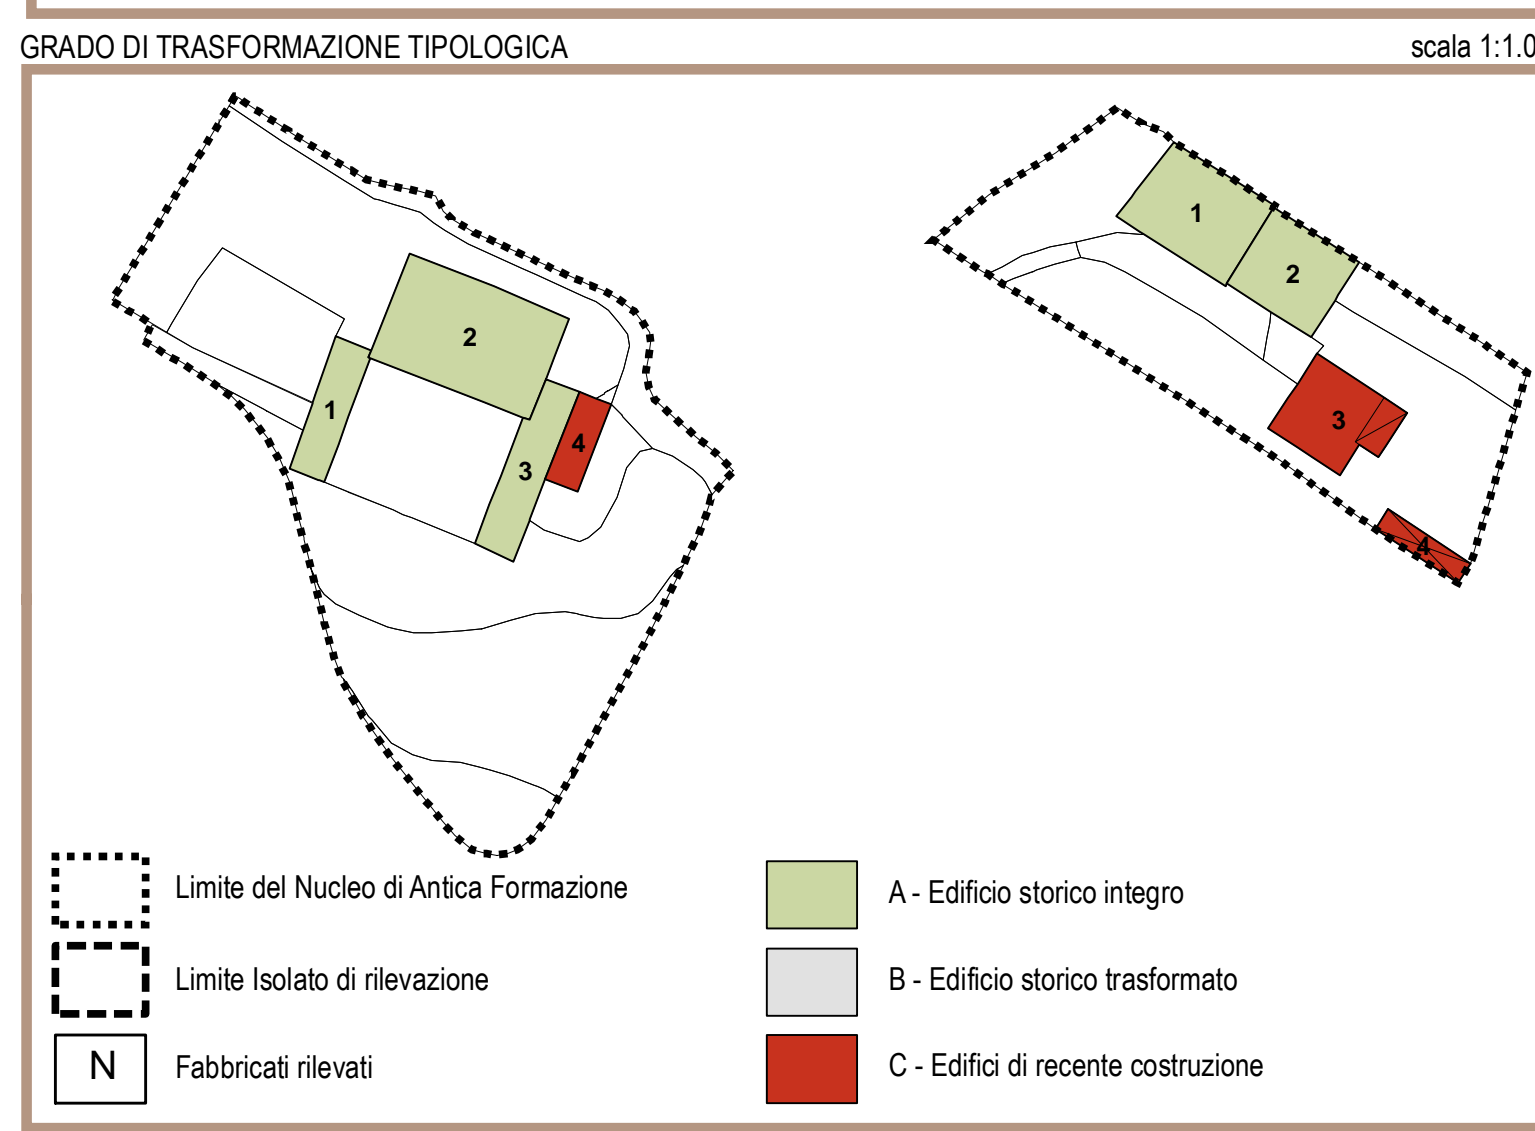 GRADO DI TRASFORMAZIONE TIPOLOGICA
scala 1:1.0
1
2
3
4
1
2
3
4
Limite del Nucleo di Antica Formazione
Limite Isolato di rilevazione
N Fabbricati rilevati
A - Edificio storico integro
B - Edificio storico trasformato
C - Edifici di recente costruzione